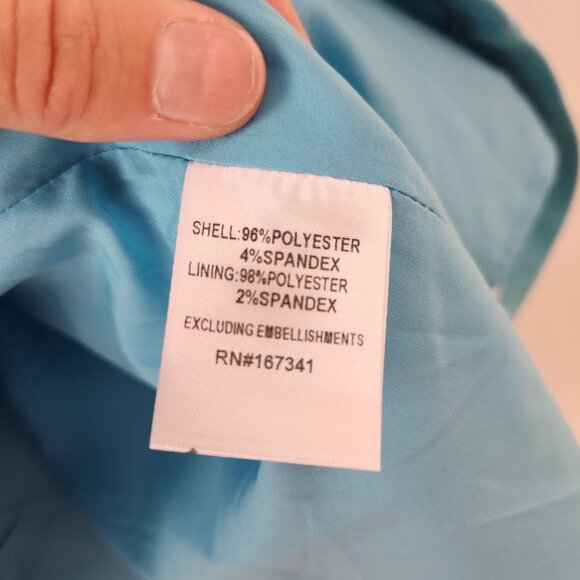 SHELL:96%POLYESTER
4%SPANDEX
LINING:98%POLYESTER
2%SPANDEX
EXCLUDING EMBELLISHMENTS
RN#167341